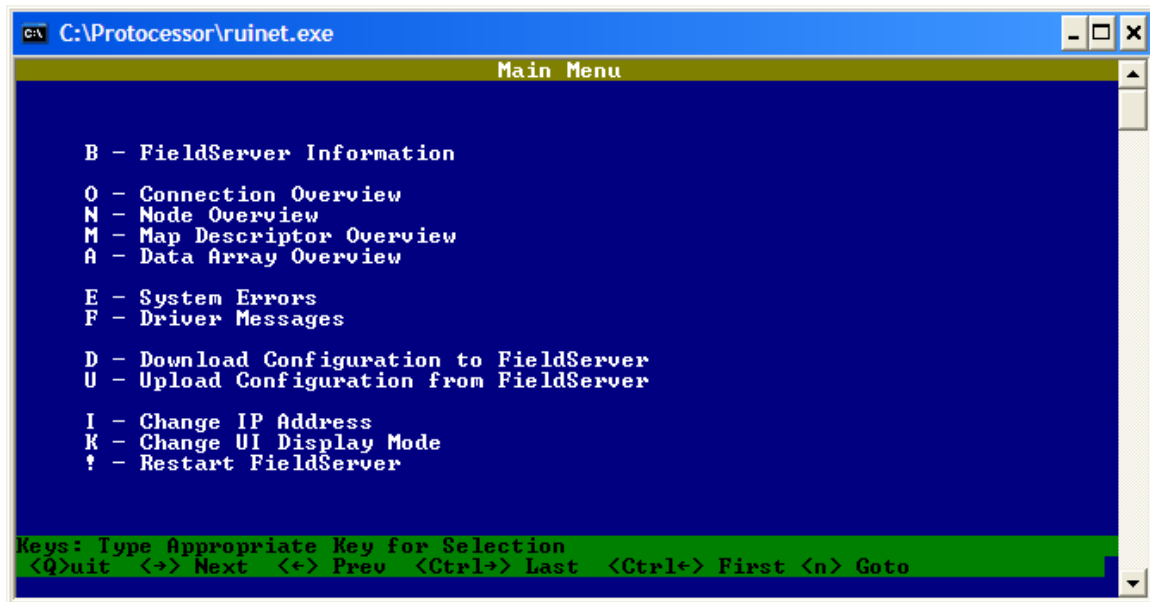 C:\Protocessor\ruinet.exe
Main Menu
B - FieldServer Information
O - Connection Overview
N - Node Overview
M - Map Descriptor Overview
A - Data Array Overview
E - System Errors
F - Driver Messages
D - Download Configuration to FieldServer
U - Upload Configuration from FieldServer
I - Change IP Address
K - Change UI Display Mode
! - Restart FieldServer
Keys: Type Appropriate Key for Selection
<Q>uit <→> Next <←> Prev <Ctrl→> Last <Ctrl←> First <n> Goto